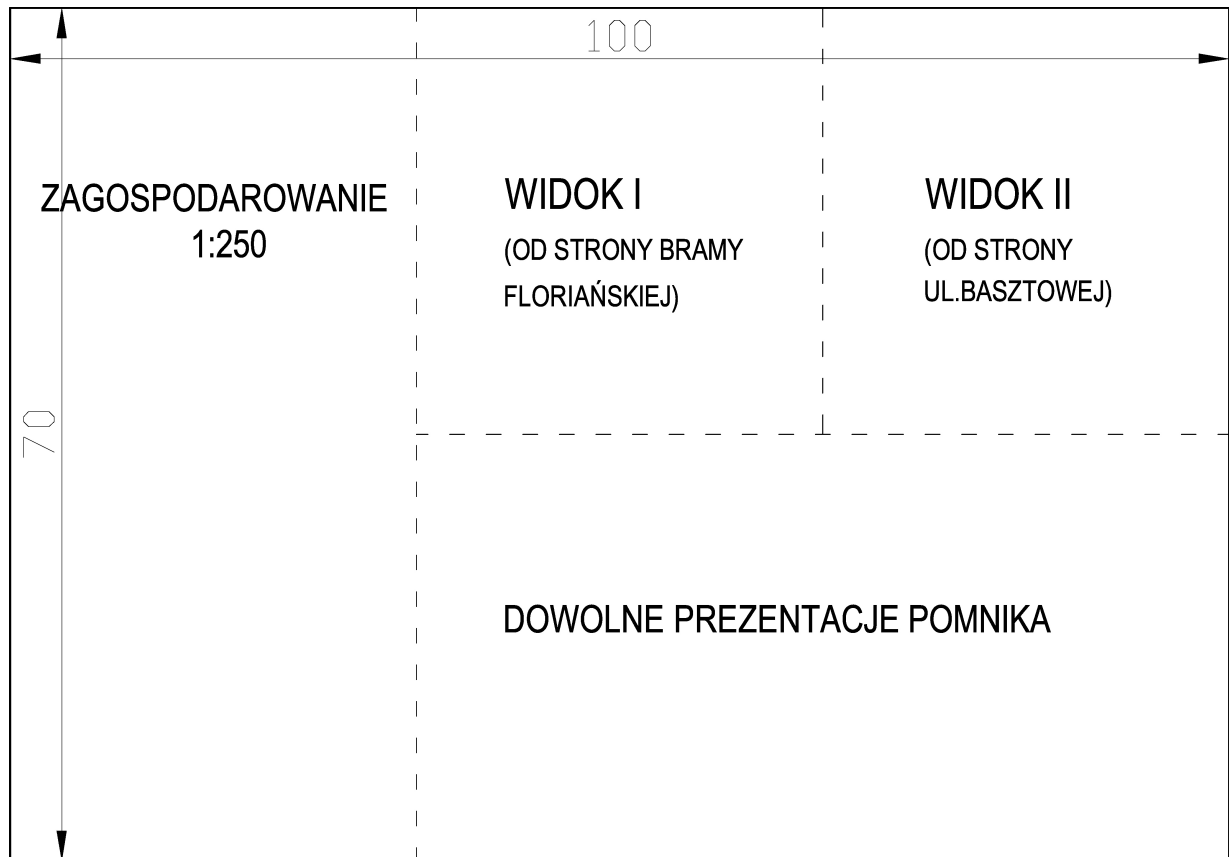 100
ZAGOSPODAROWANIE
1:250
WIDOK I
(OD STRONY BRAMY
FLORIAŃSKIEJ)
WIDOK II
(OD STRONY
UL.BASZTOWEJ)
70
DOWOLNE PREZENTACJE POMNIKA